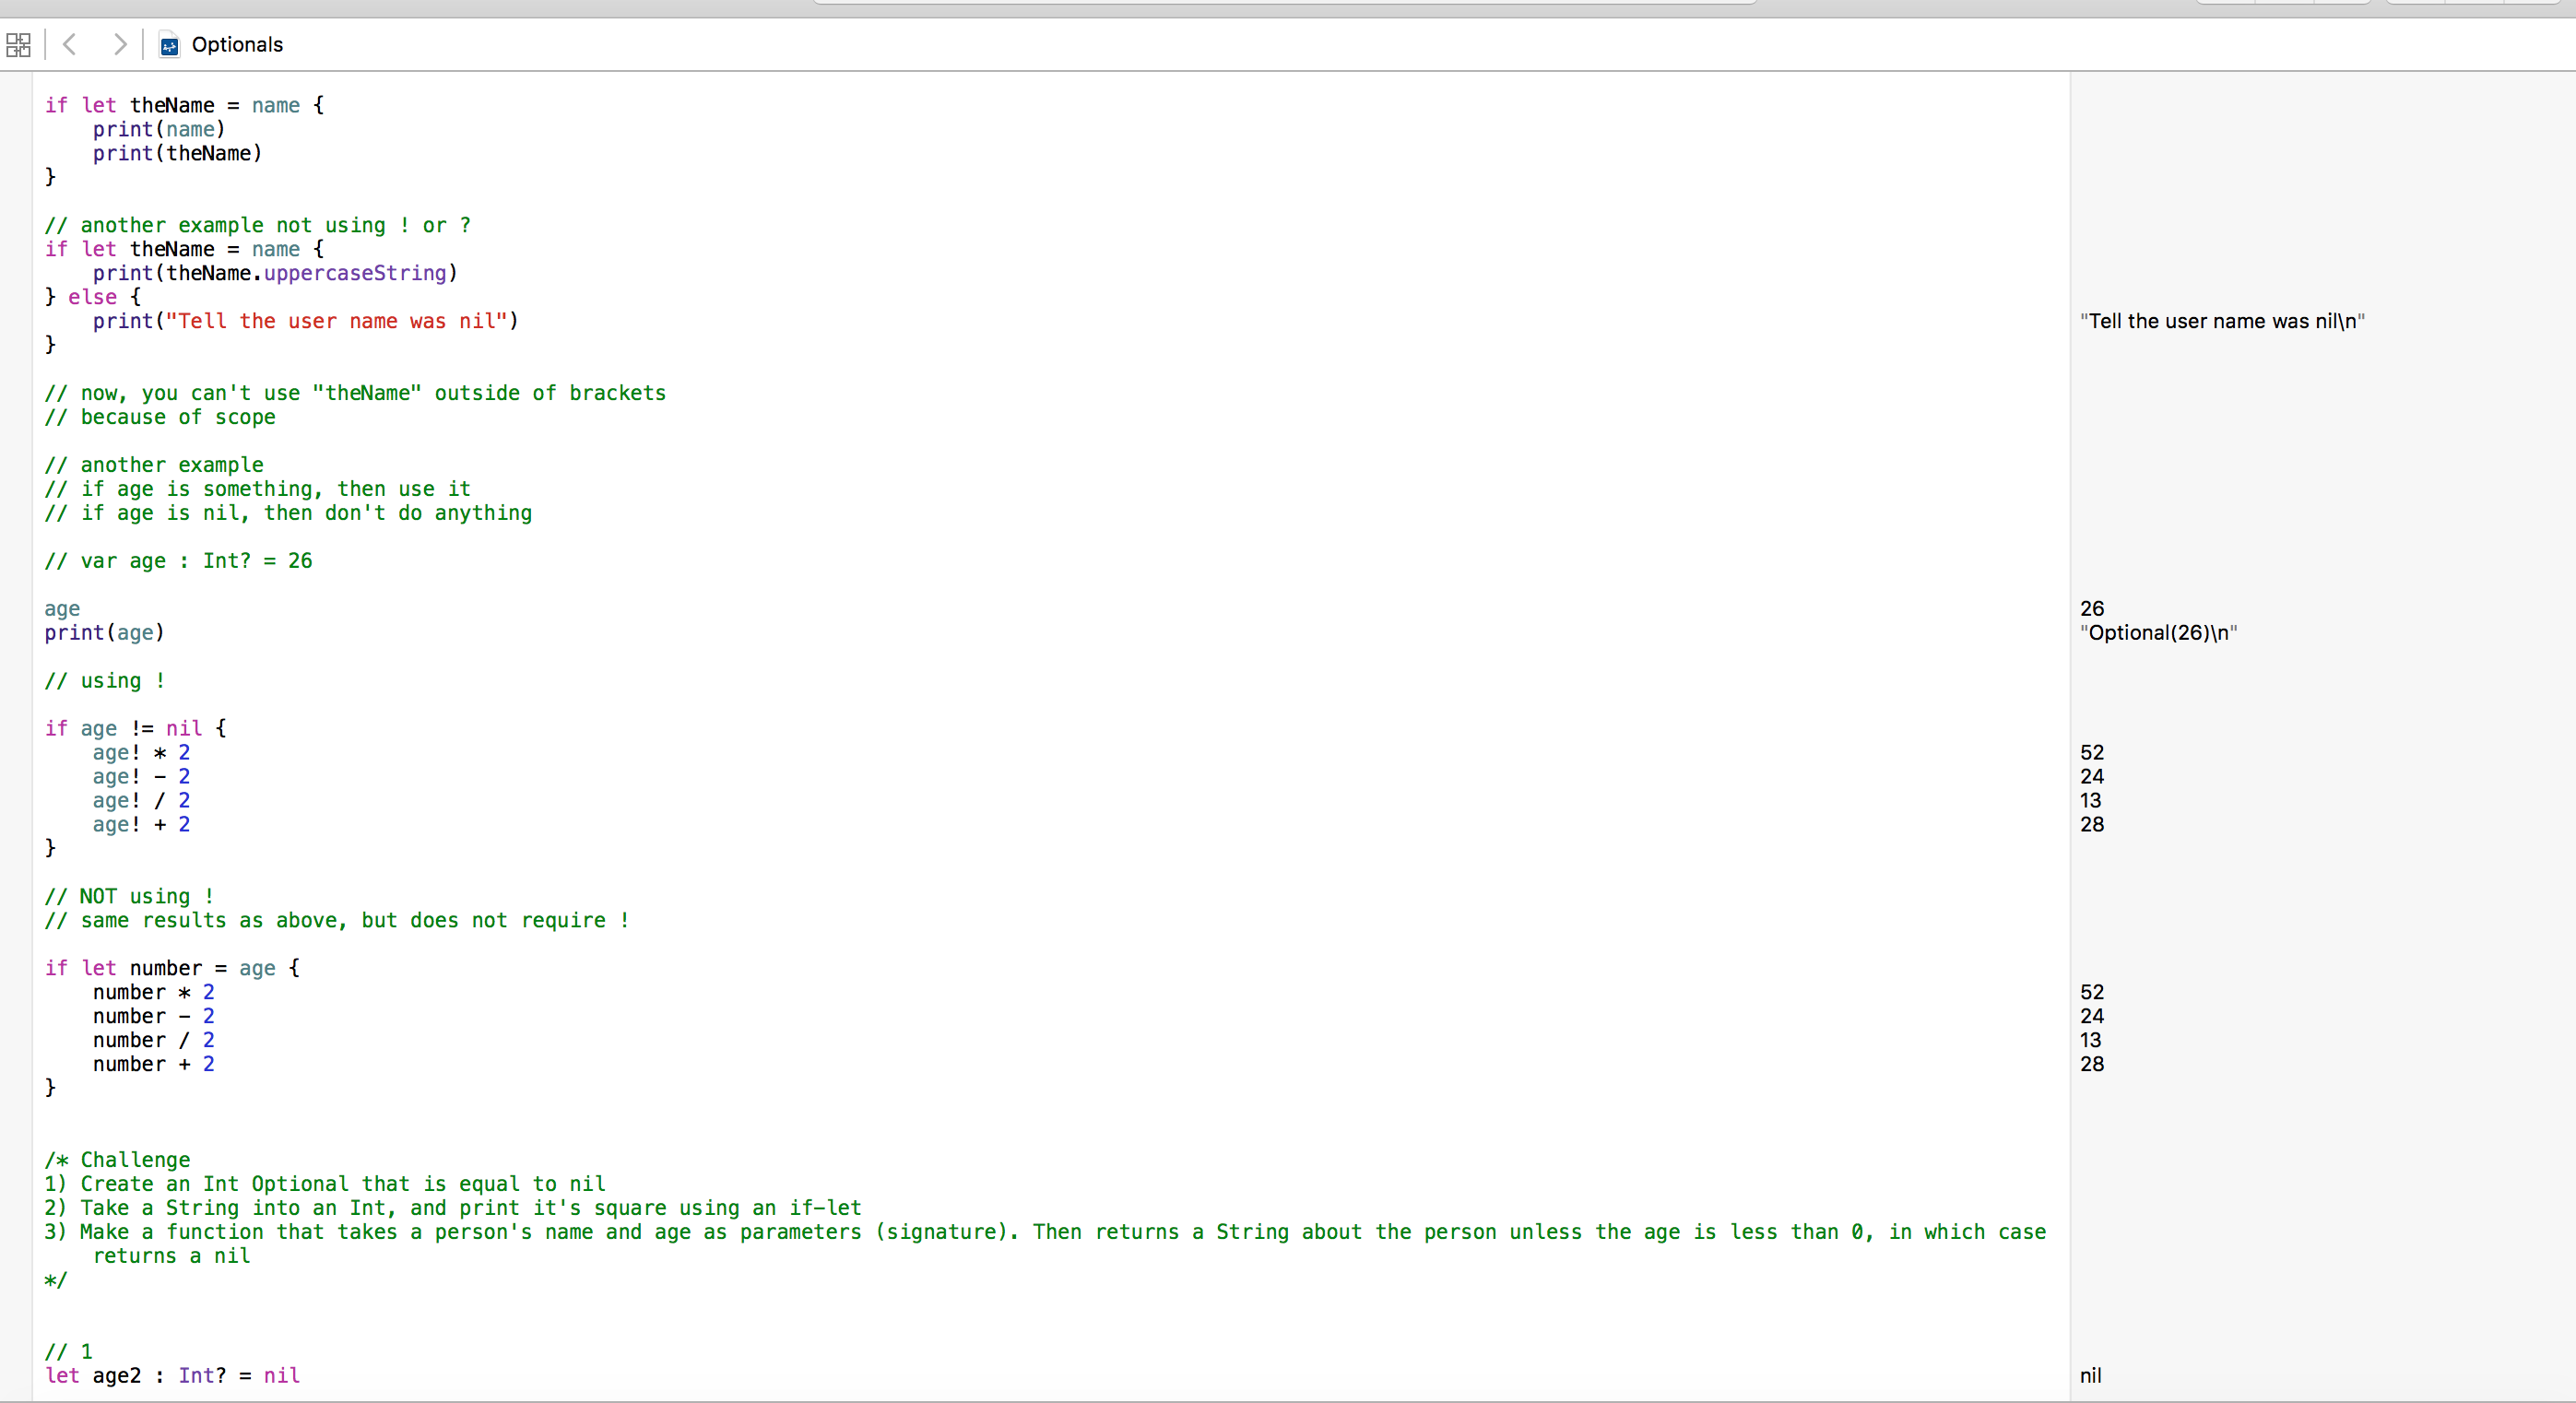 Optionals
if let theName = name {
    print(name)
    print(theName)
}
// another example not using ! or ?
if let theName = name {
    print(theName.uppercaseString)
} else {
    print("Tell the user name was nil") "Tell the user name was nil\n"
}
// now, you can't use "theName" outside of brackets
// because of scope
// another example
// if age is something, then use it
// if age is nil, then don't do anything
// var age : Int? = 26
age 26
print(age) "Optional(26)\n"
// using !
if age != nil {
    age! * 2 52
    age! - 2 24
    age! / 2 13
    age! + 2 28
}
// NOT using !
// same results as above, but does not require !
if let number = age {
    number * 2 52
    number - 2 24
    number / 2 13
    number + 2 28
}
/* Challenge
1) Create an Int Optional that is equal to nil
2) Take a String into an Int, and print it's square using an if-let
3) Make a function that takes a person's name and age as parameters (signature). Then returns a String about the person unless the age is less than 0, in which case
    returns a nil
*/
// 1
let age2 : Int? = nil nil